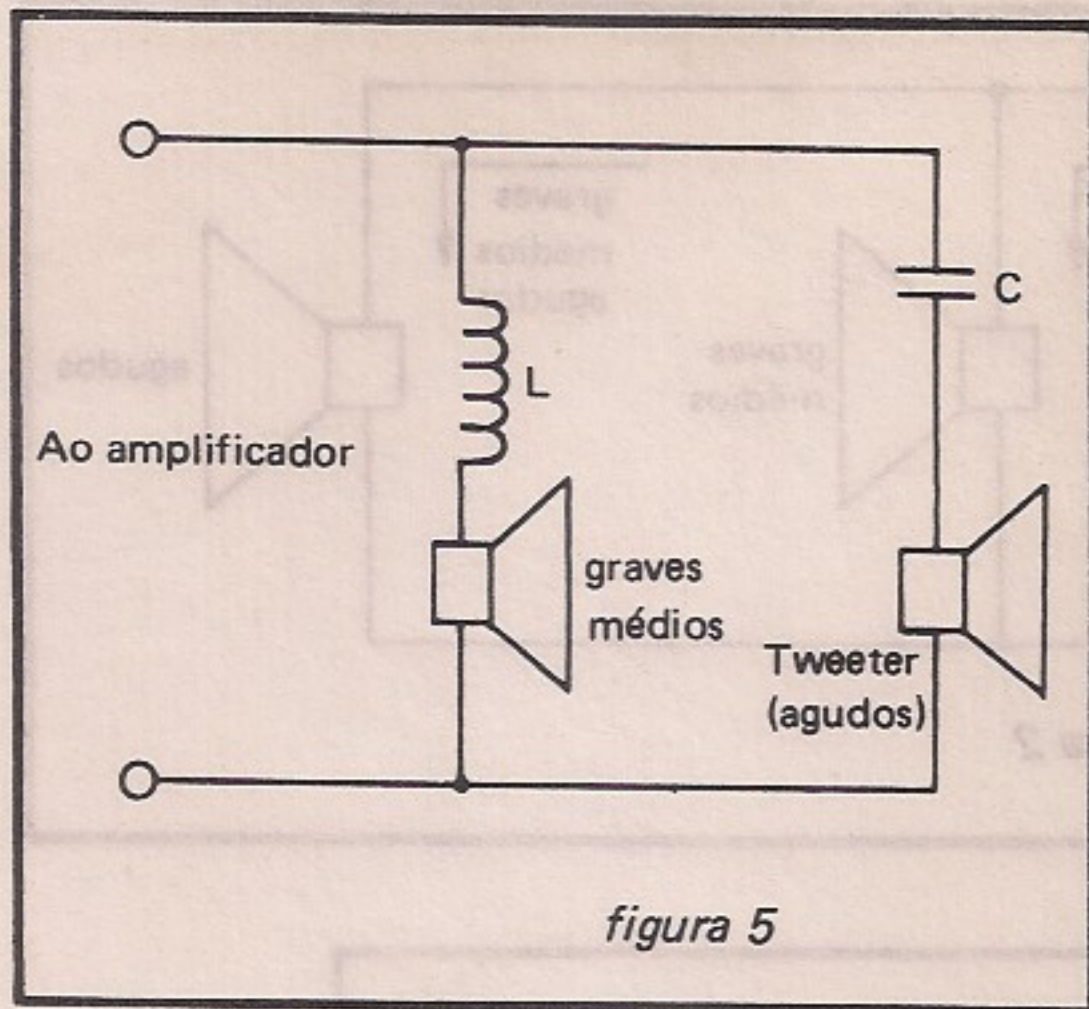 Ao amplificador
L
C
graves
médios
Tweeter
(agudos)
figura 5